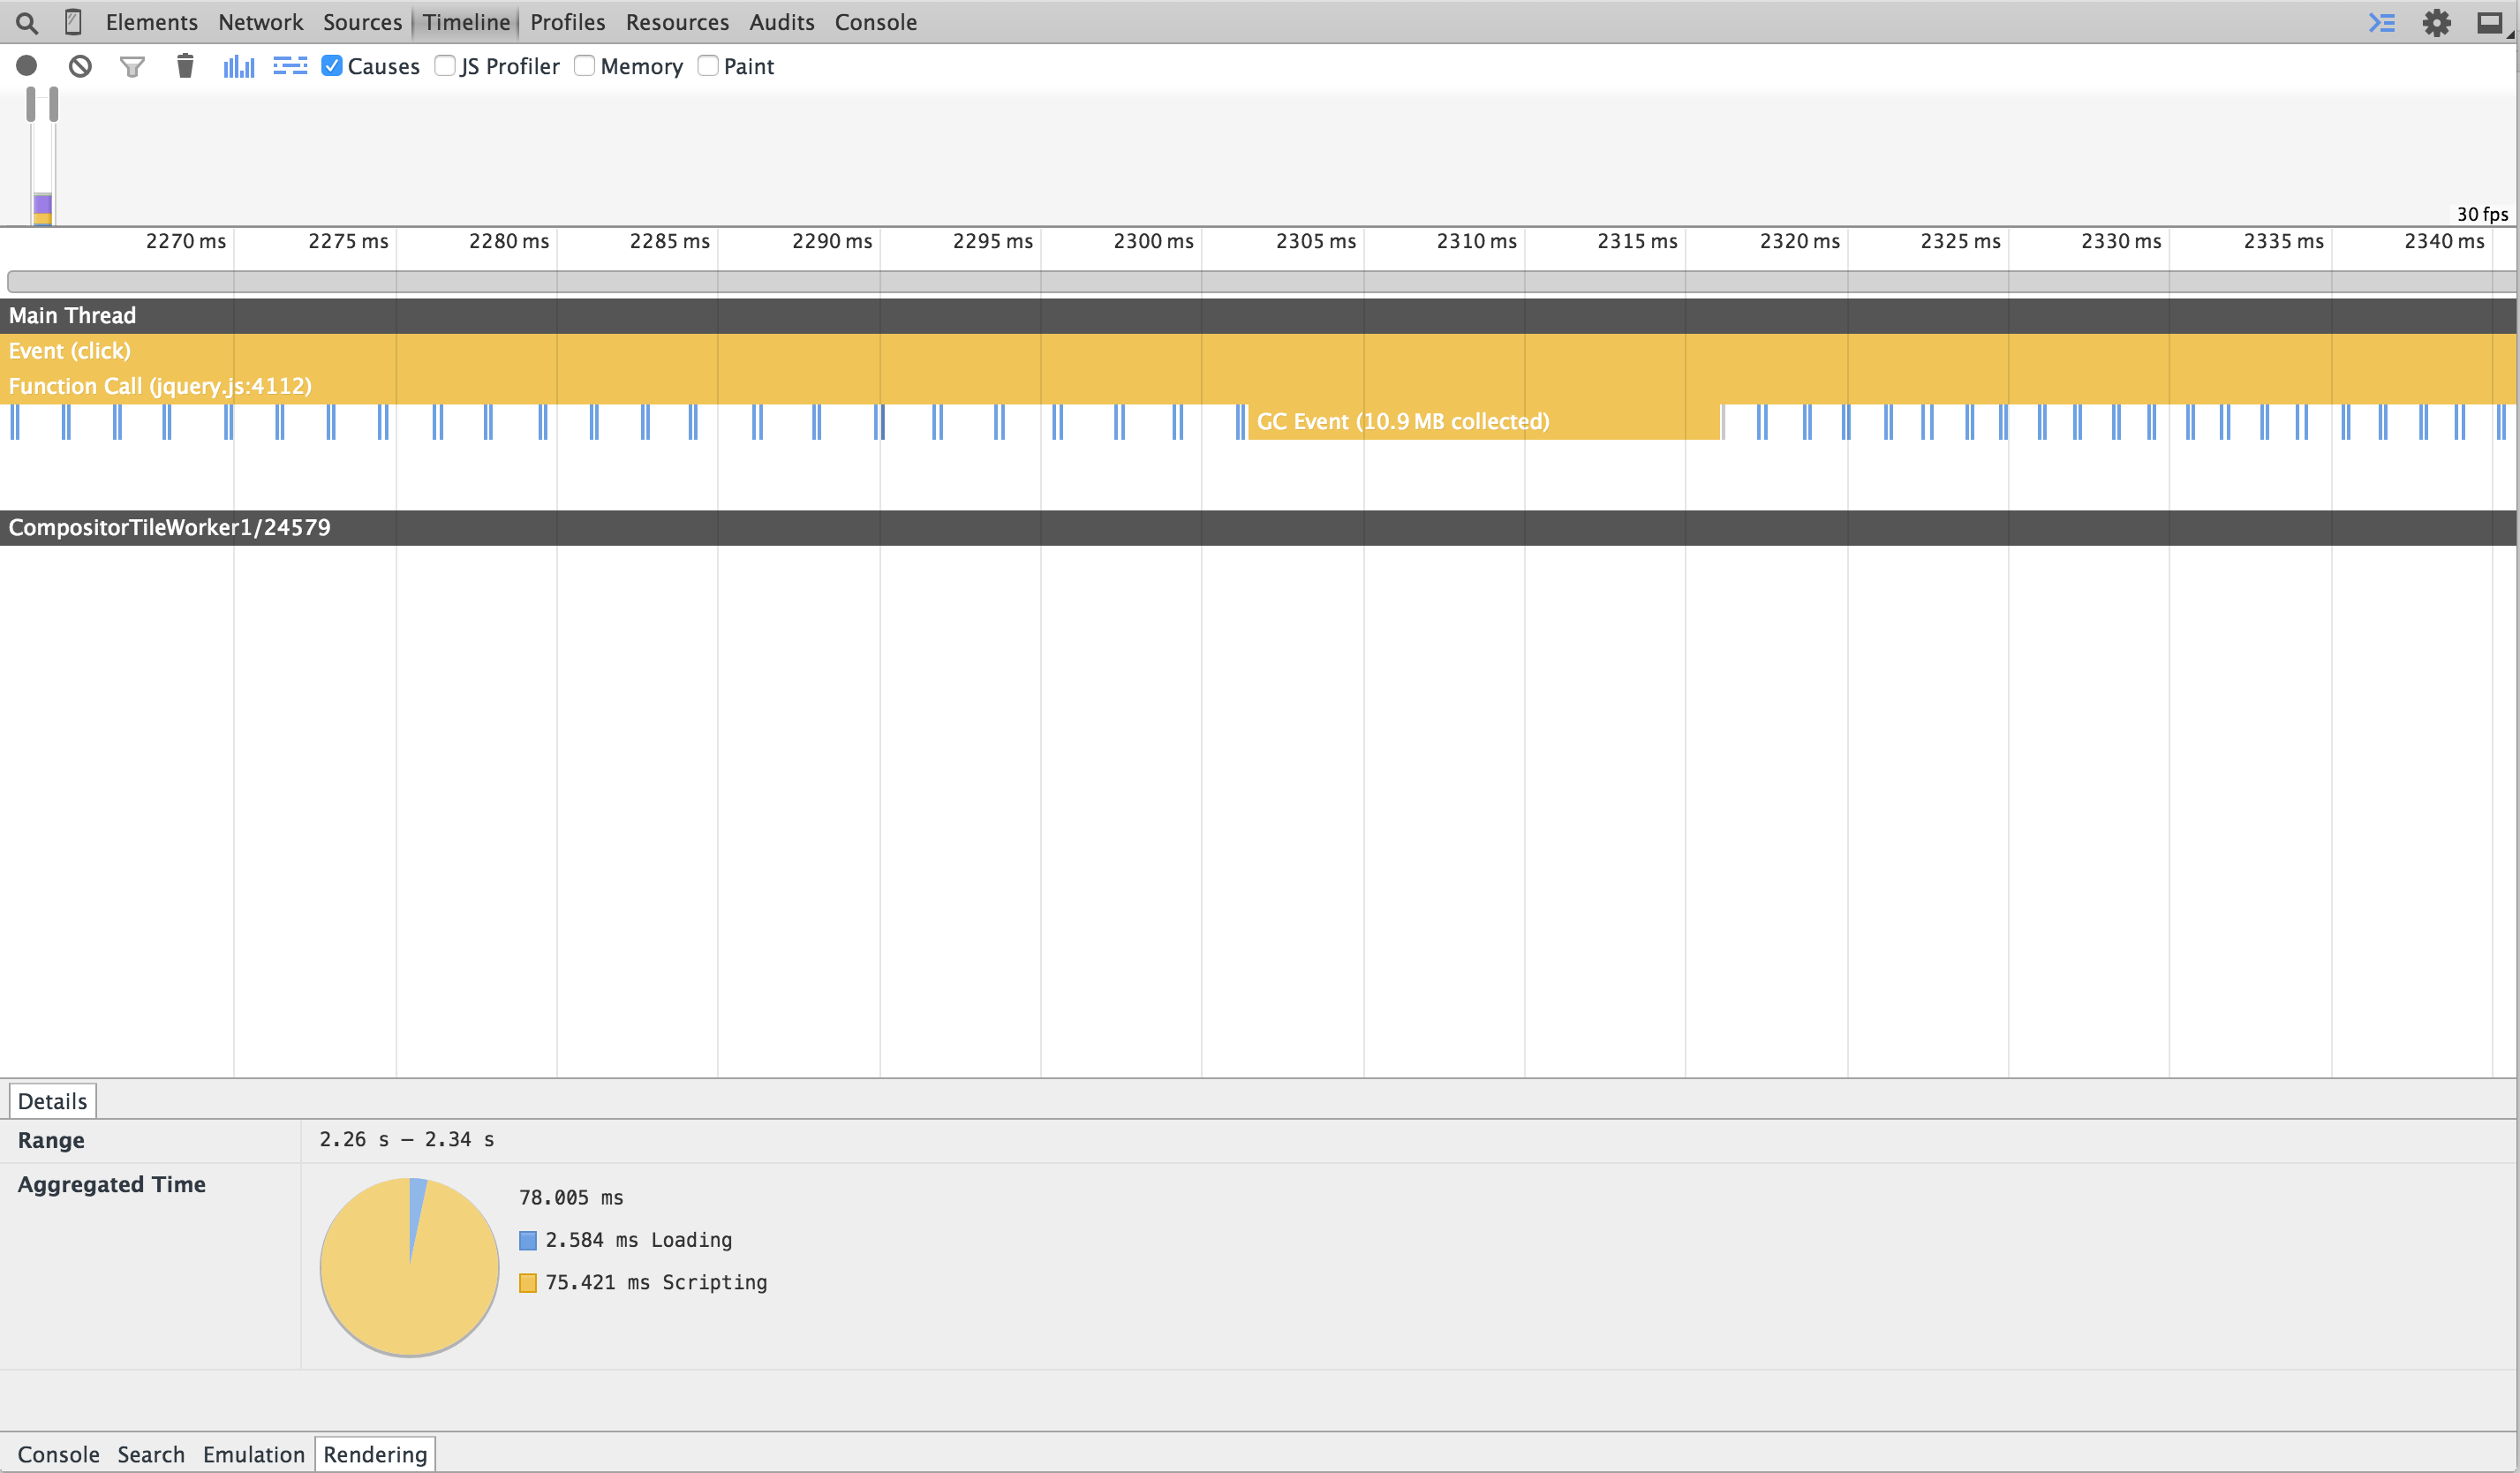 Elements Network Sources Timeline Profiles Resources Audits Console
Causes JS Profiler Memory Paint
30 fps
2270 ms 2275 ms 2280 ms 2285 ms 2290 ms 2295 ms 2300 ms 2305 ms 2310 ms 2315 ms 2320 ms 2325 ms 2330 ms 2335 ms 2340 ms
Main Thread
Event (click)
Function Call (jquery.js:4112)
GC Event (10.9 MB collected)
CompositorTileWorker1/24579
Details
Range 2.26 s – 2.34 s
Aggregated Time
78.005 ms
2.584 ms Loading
75.421 ms Scripting
Console Search Emulation Rendering